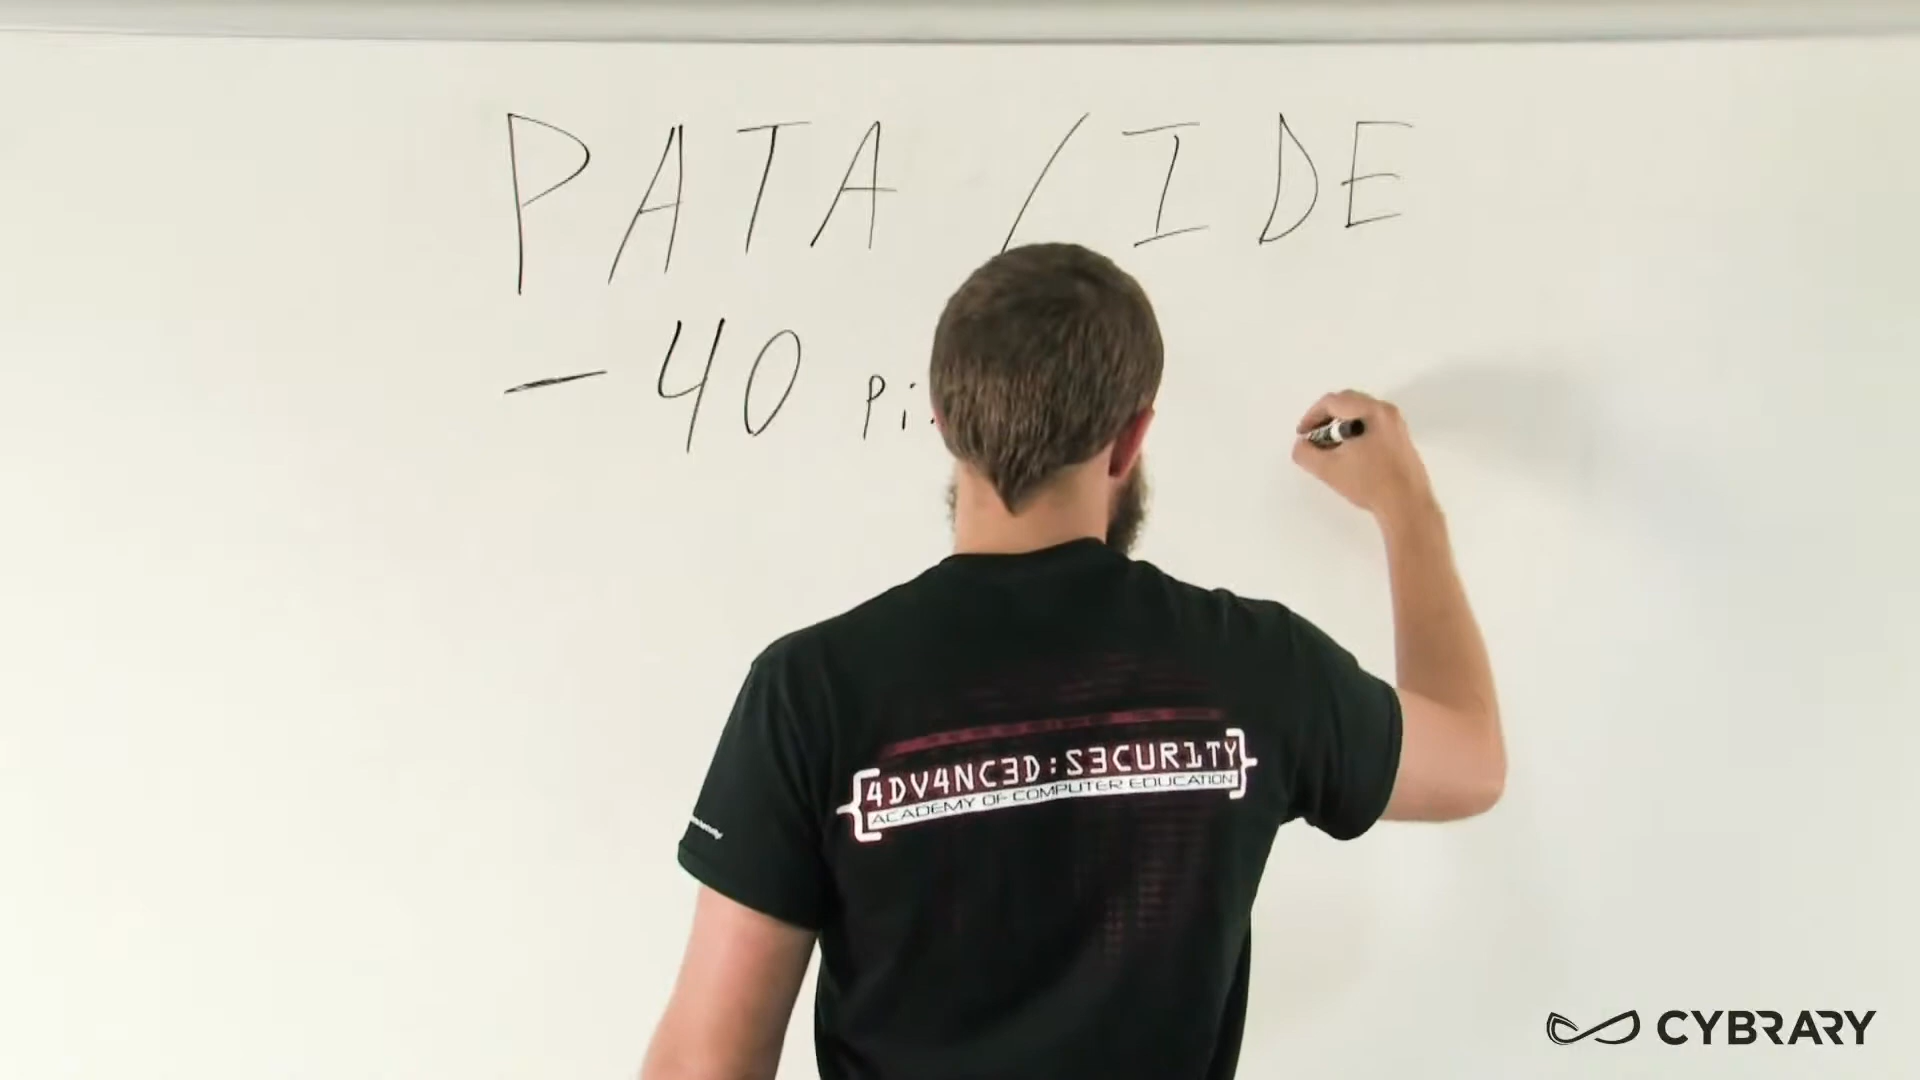 PATA / IDE
- 40
4DV4NC3D:S3CUR1TY
ACADEMY OF COMPUTER EDUCATION
CYBRARY